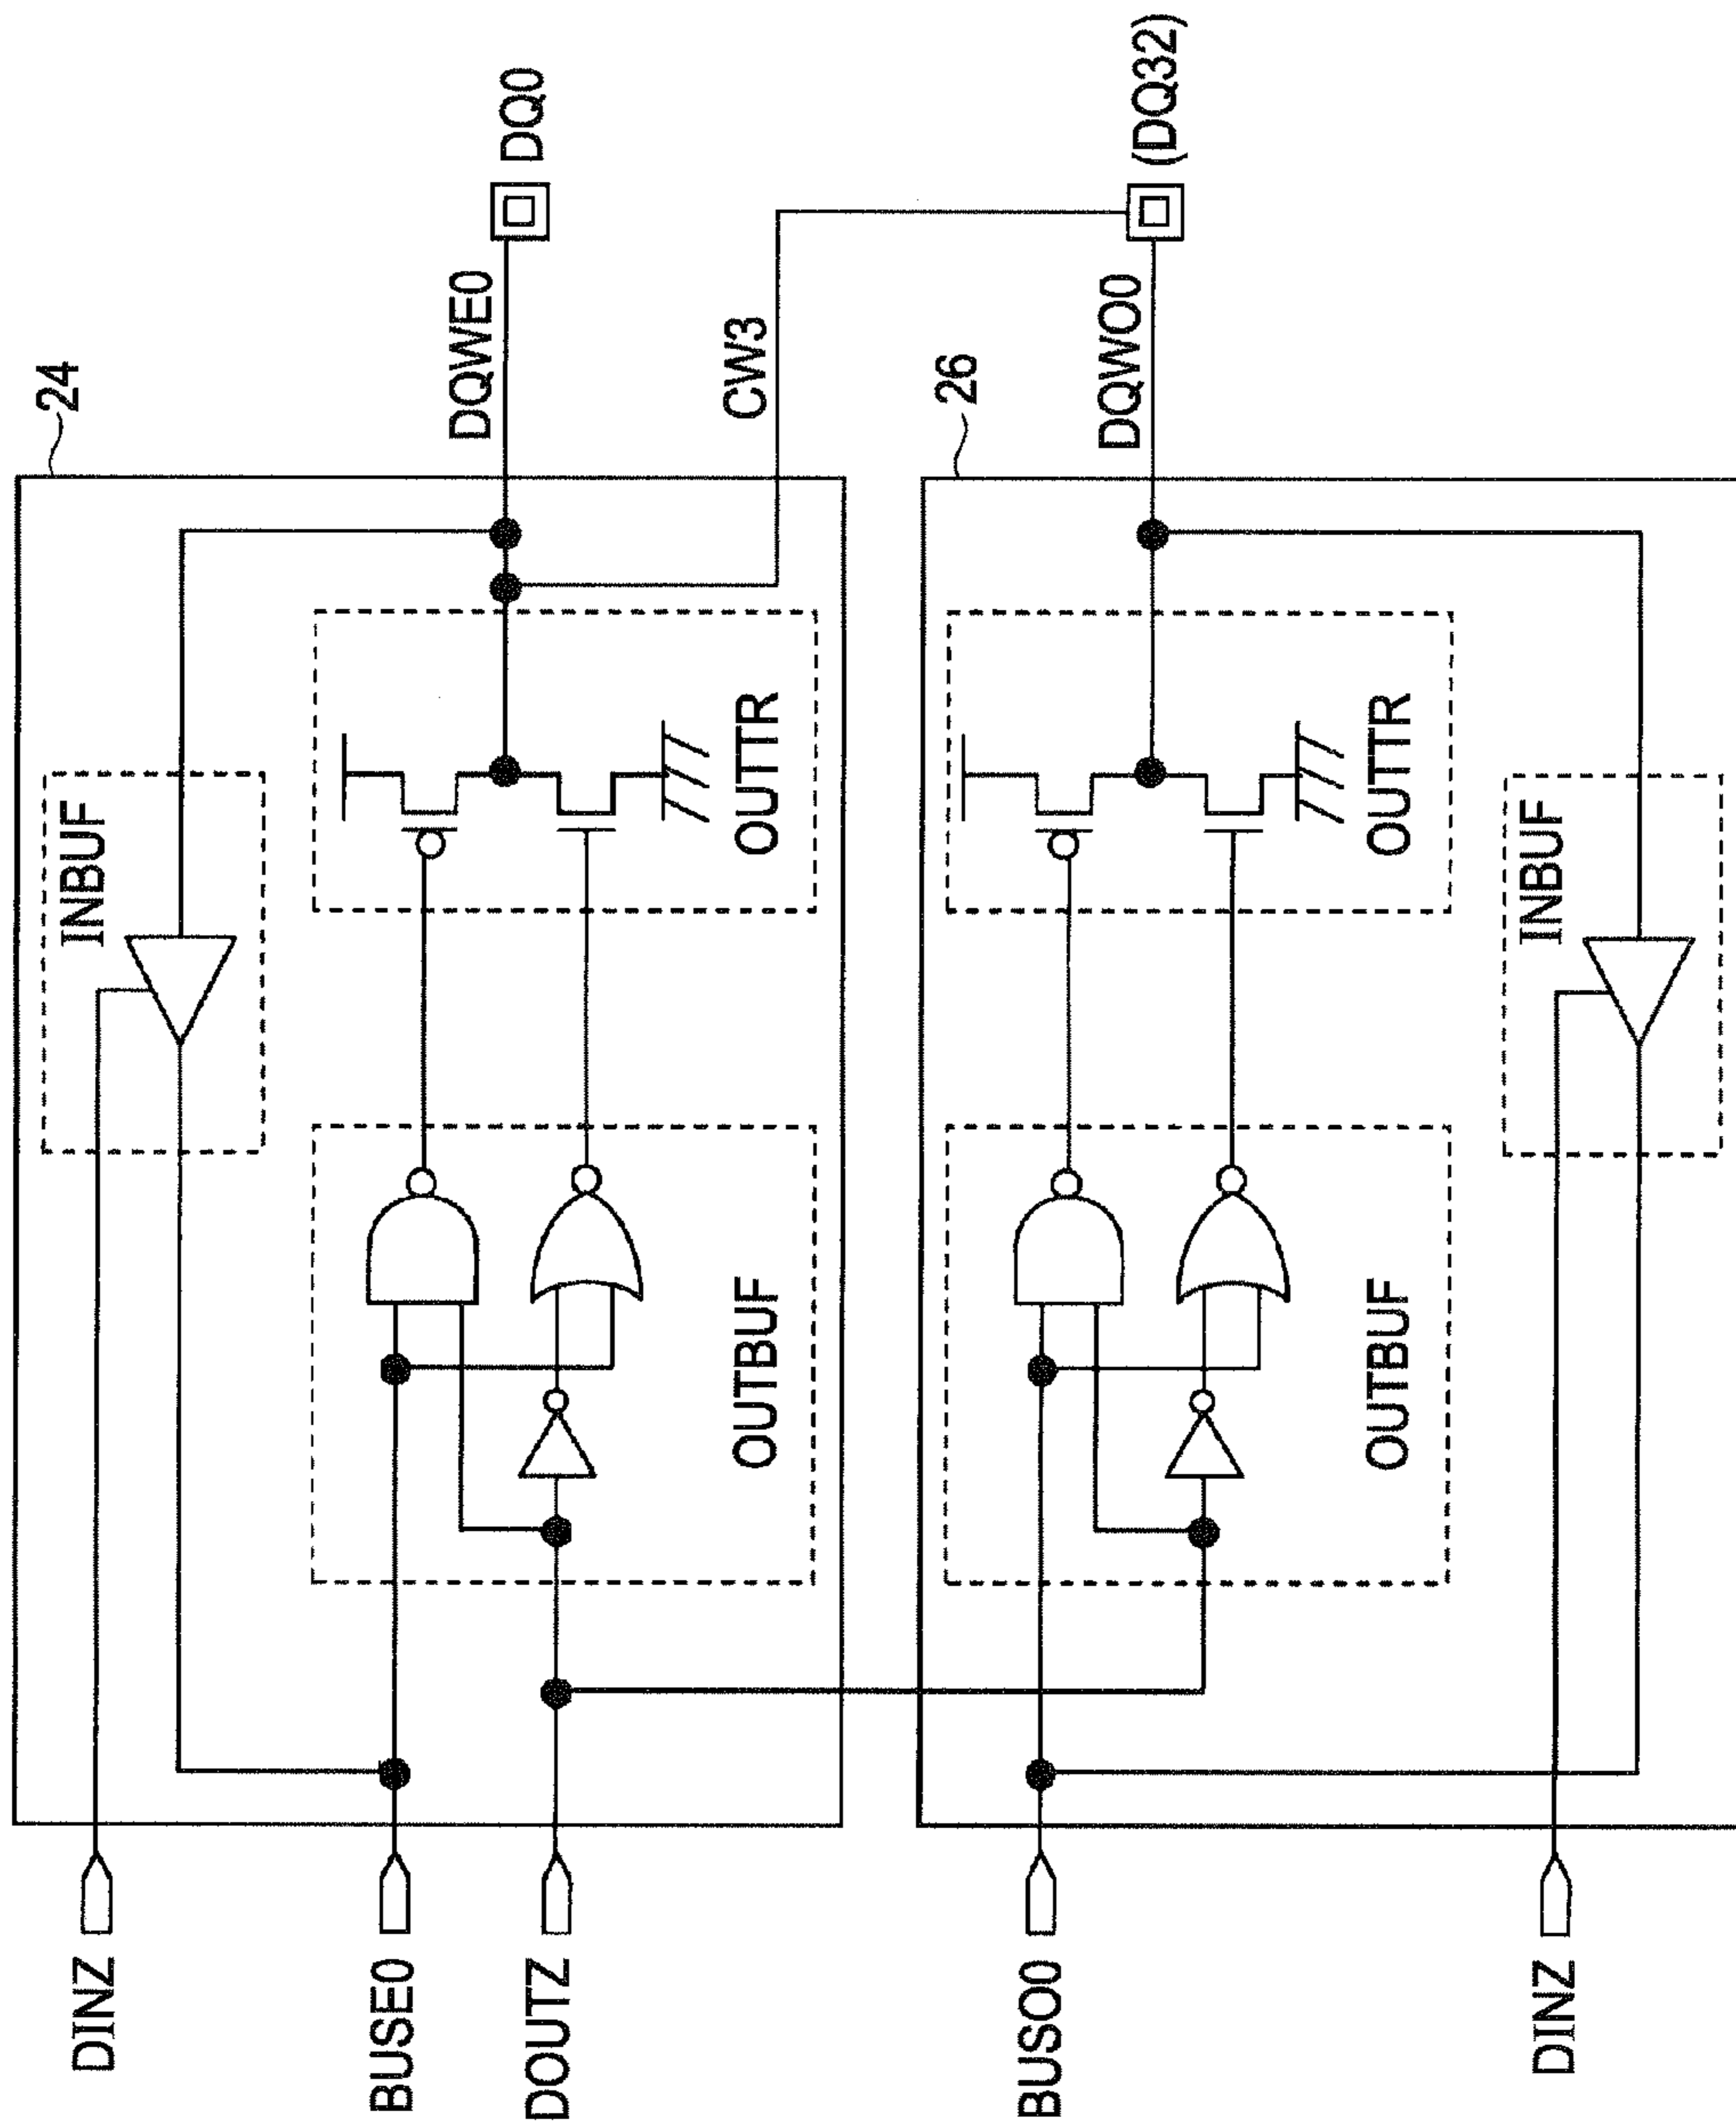 24
DINZ
INBUF
BUSE0
DOUTZ
OUTBUF
OUTTR
DQWE0
DQ0
CW3
26
BUSO0
OUTBUF
OUTTR
DQWO0
(DQ32)
INBUF
DINZ